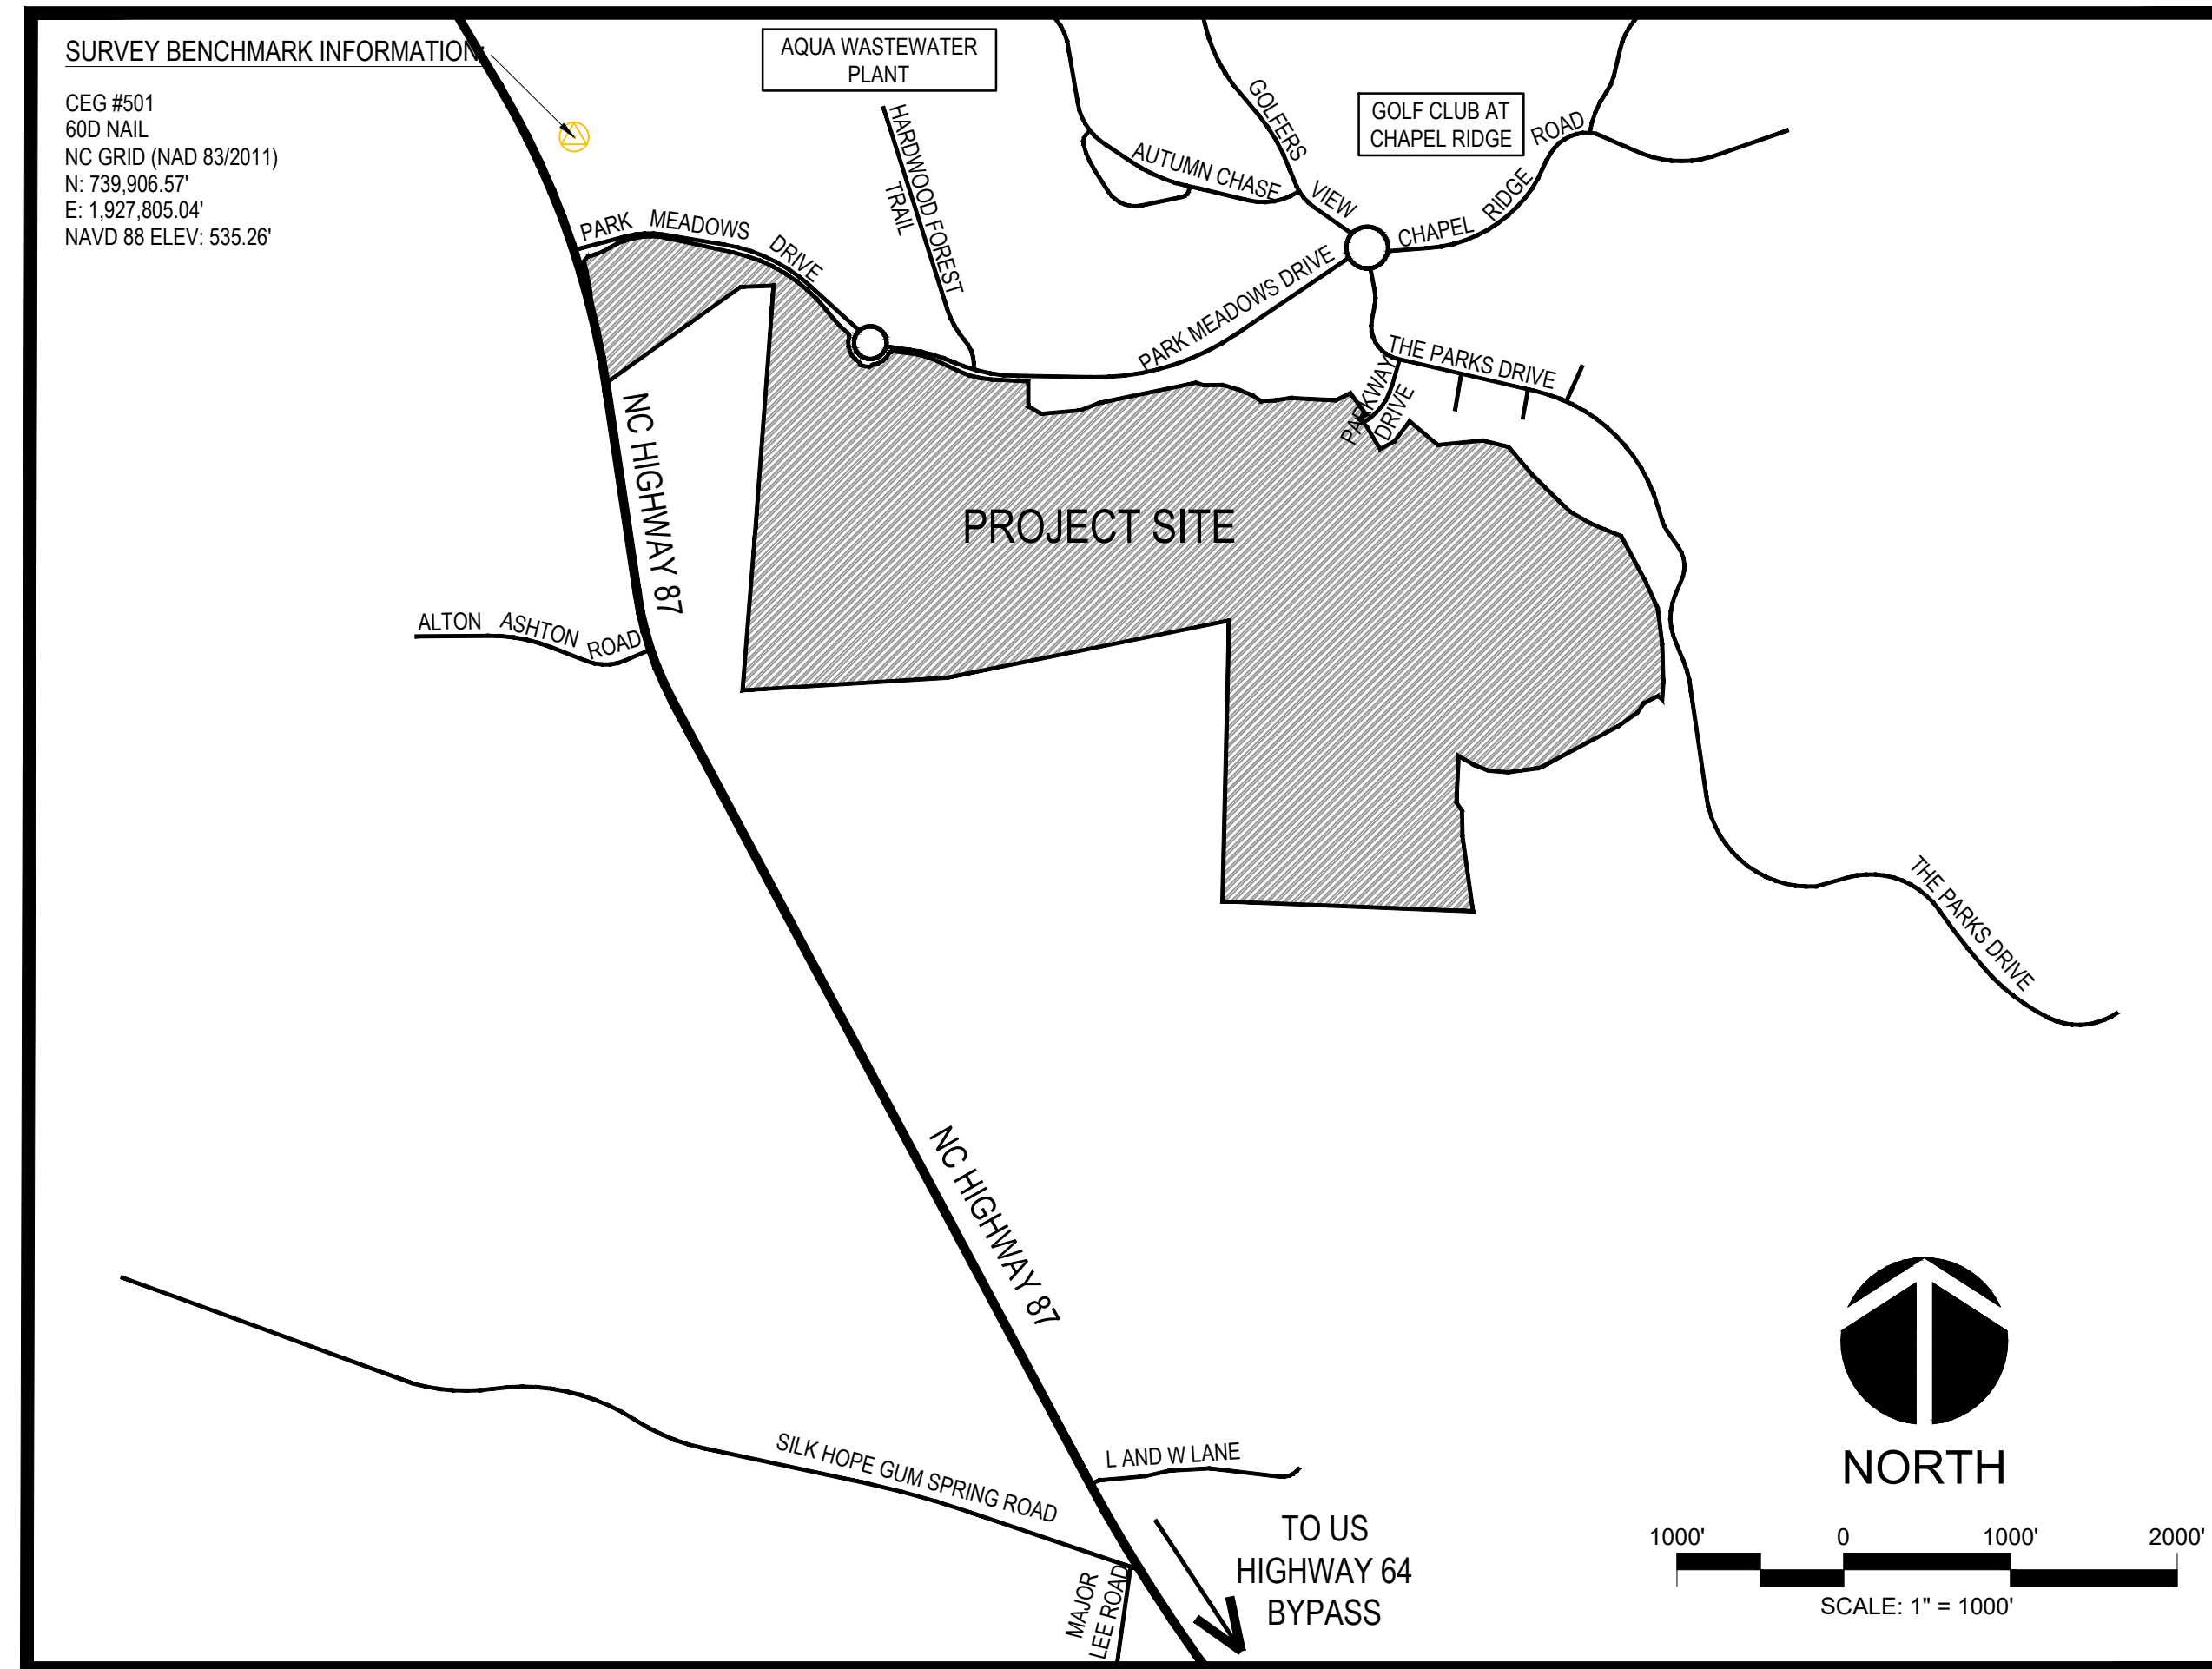 SURVEY BENCHMARK INFORMATION
CEG #501
60D NAIL
NC GRID (NAD 83/2011)
N: 739,906.57'
E: 1,927,805.04'
NAVD 88 ELEV: 535.26'
AQUA WASTEWATER
PLANT
HARDWOOD FOREST
TRAIL
GOLFERS
VIEW
AUTUMN CHASE
GOLF CLUB AT
CHAPEL RIDGE
CHAPEL RIDGE ROAD
PARK MEADOWS DRIVE
PARK MEADOWS DRIVE
THE PARKS DRIVE
PARKWAY
DRIVE
NC HIGHWAY 87
PROJECT SITE
ALTON ASHTON ROAD
THE PARKS DRIVE
NC HIGHWAY 87
SILK HOPE GUM SPRING ROAD
L AND W LANE
MAJOR
LEE ROAD
TO US
HIGHWAY 64
BYPASS
NORTH
1000' 0 1000' 2000'
SCALE: 1" = 1000'